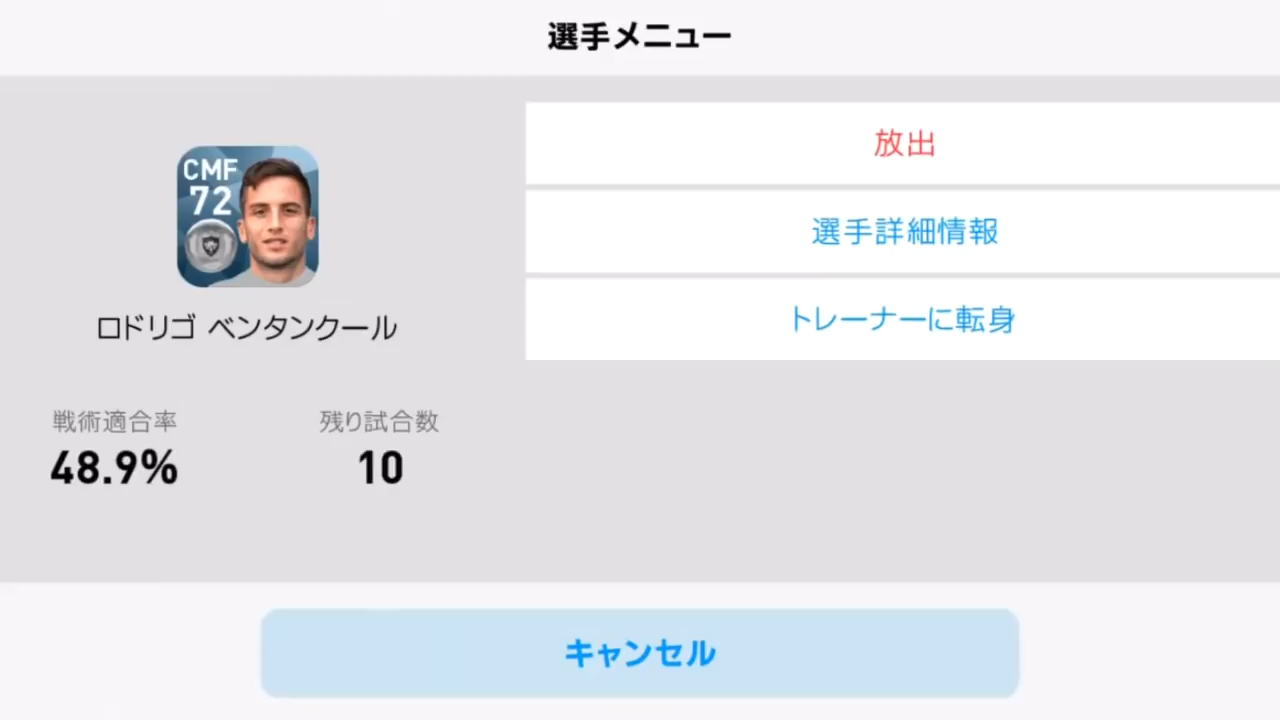 選手メニュー
CMF
72
ロドリゴ ベンタンクール
戦術適合率
48.9%
残り試合数
10
放出
選手詳細情報
トレーナーに転身
キャンセル